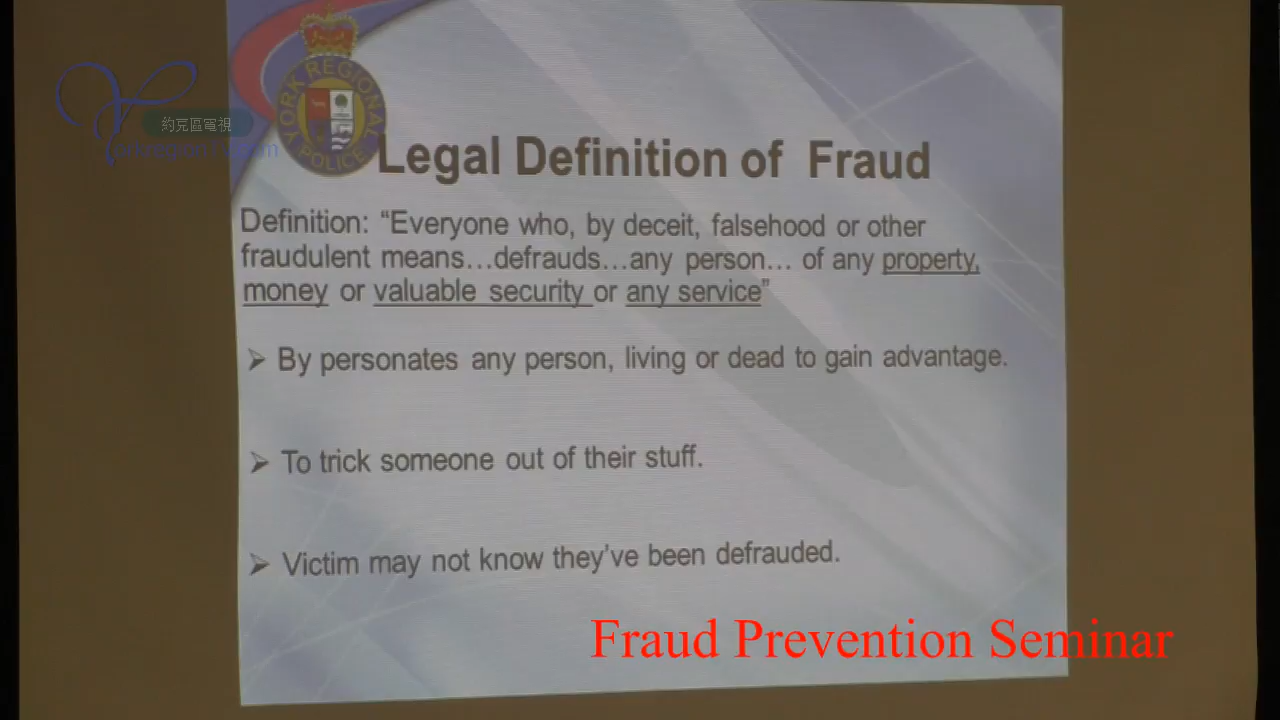 YORK REGIONAL
POLICE
約克區電視
Legal Definition of Fraud
Definition: “Everyone who, by deceit, falsehood or other
fraudulent means…defrauds…any person… of any property,
money or valuable security or any service”
➢ By personates any person, living or dead to gain advantage.
➢ To trick someone out of their stuff.
➢ Victim may not know they’ve been defrauded.
Fraud Prevention Seminar